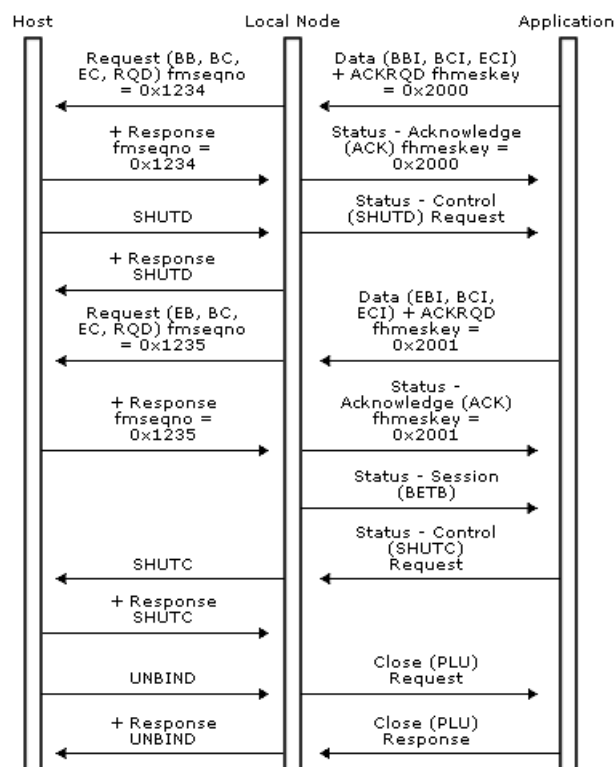 Host
Local Node
Application
Request (BB, BC,
EC, RQD) fmseqno
= 0x1234
Data (BBI, BCI, ECI)
+ ACKRQD fhmeskey
= 0x2000
+ Response
fmseqno =
0x1234
Status - Acknowledge
(ACK) fhmeskey =
0x2000
SHUTD
Status - Control
(SHUTD) Request
+ Response
SHUTD
Request (EB, BC,
EC, RQD) fmseqno
= 0x1235
Data (EBI, BCI,
ECI) + ACKRQD
fhmeskey =
0x2001
+ Response
fmseqno =
0x1235
Status -
Acknowledge (ACK)
fhmeskey =
0x2001
Status - Session
(BETB)
SHUTC
Status - Control
(SHUTC)
Request
+ Response
SHUTC
UNBIND
Close (PLU)
Request
+ Response
UNBIND
Close (PLU)
Response